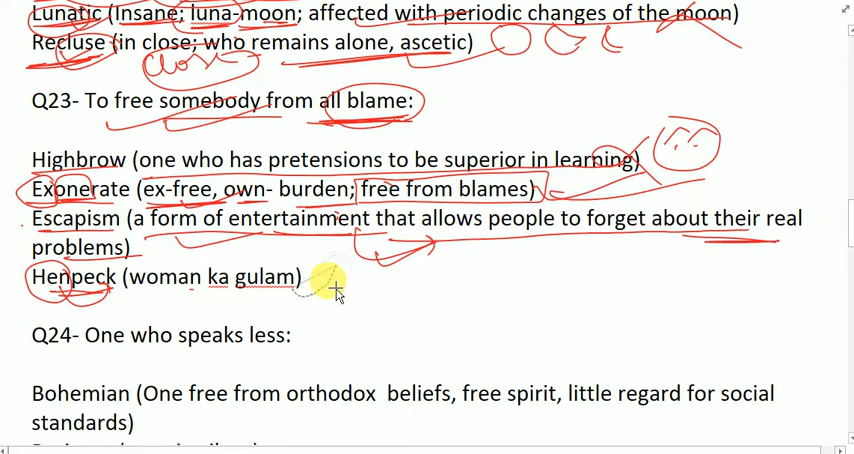 Lunatic (Insane; luna-moon; affected with periodic changes of the moon)
Recluse (in close; who remains alone, ascetic)
close
Q23- To free somebody from all blame:
Highbrow (one who has pretensions to be superior in learning)
Exonerate (ex-free, own- burden; free from blames)
Escapism (a form of entertainment that allows people to forget about their real
problems)
Henpeck (woman ka gulam)
Q24- One who speaks less:
Bohemian (One free from orthodox beliefs, free spirit, little regard for social
standards)